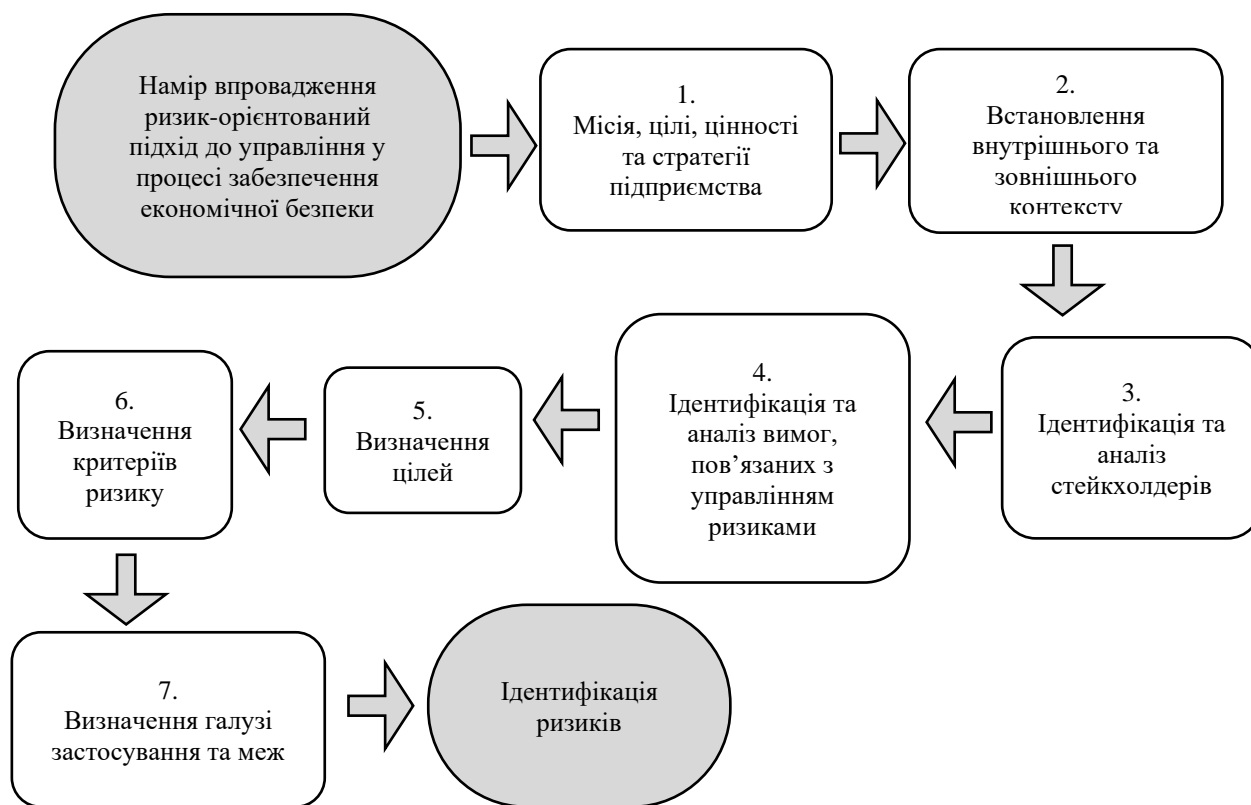 Намір впровадження
ризик-орієнтований
підхід до управління у
процесі забезпечення
економічної безпеки
1.
Місія, цілі, цінності
та стратегії
підприємства
2.
Встановлення
внутрішнього та
зовнішнього
контексту
3.
Ідентифікація та
аналіз
стейкхолдерів
4.
Ідентифікація та
аналіз вимог,
пов’язаних з
управлінням
ризиками
5.
Визначення
цілей
6.
Визначення
критеріїв
ризику
7.
Визначення галузі
застосування та меж
Ідентифікація
ризиків